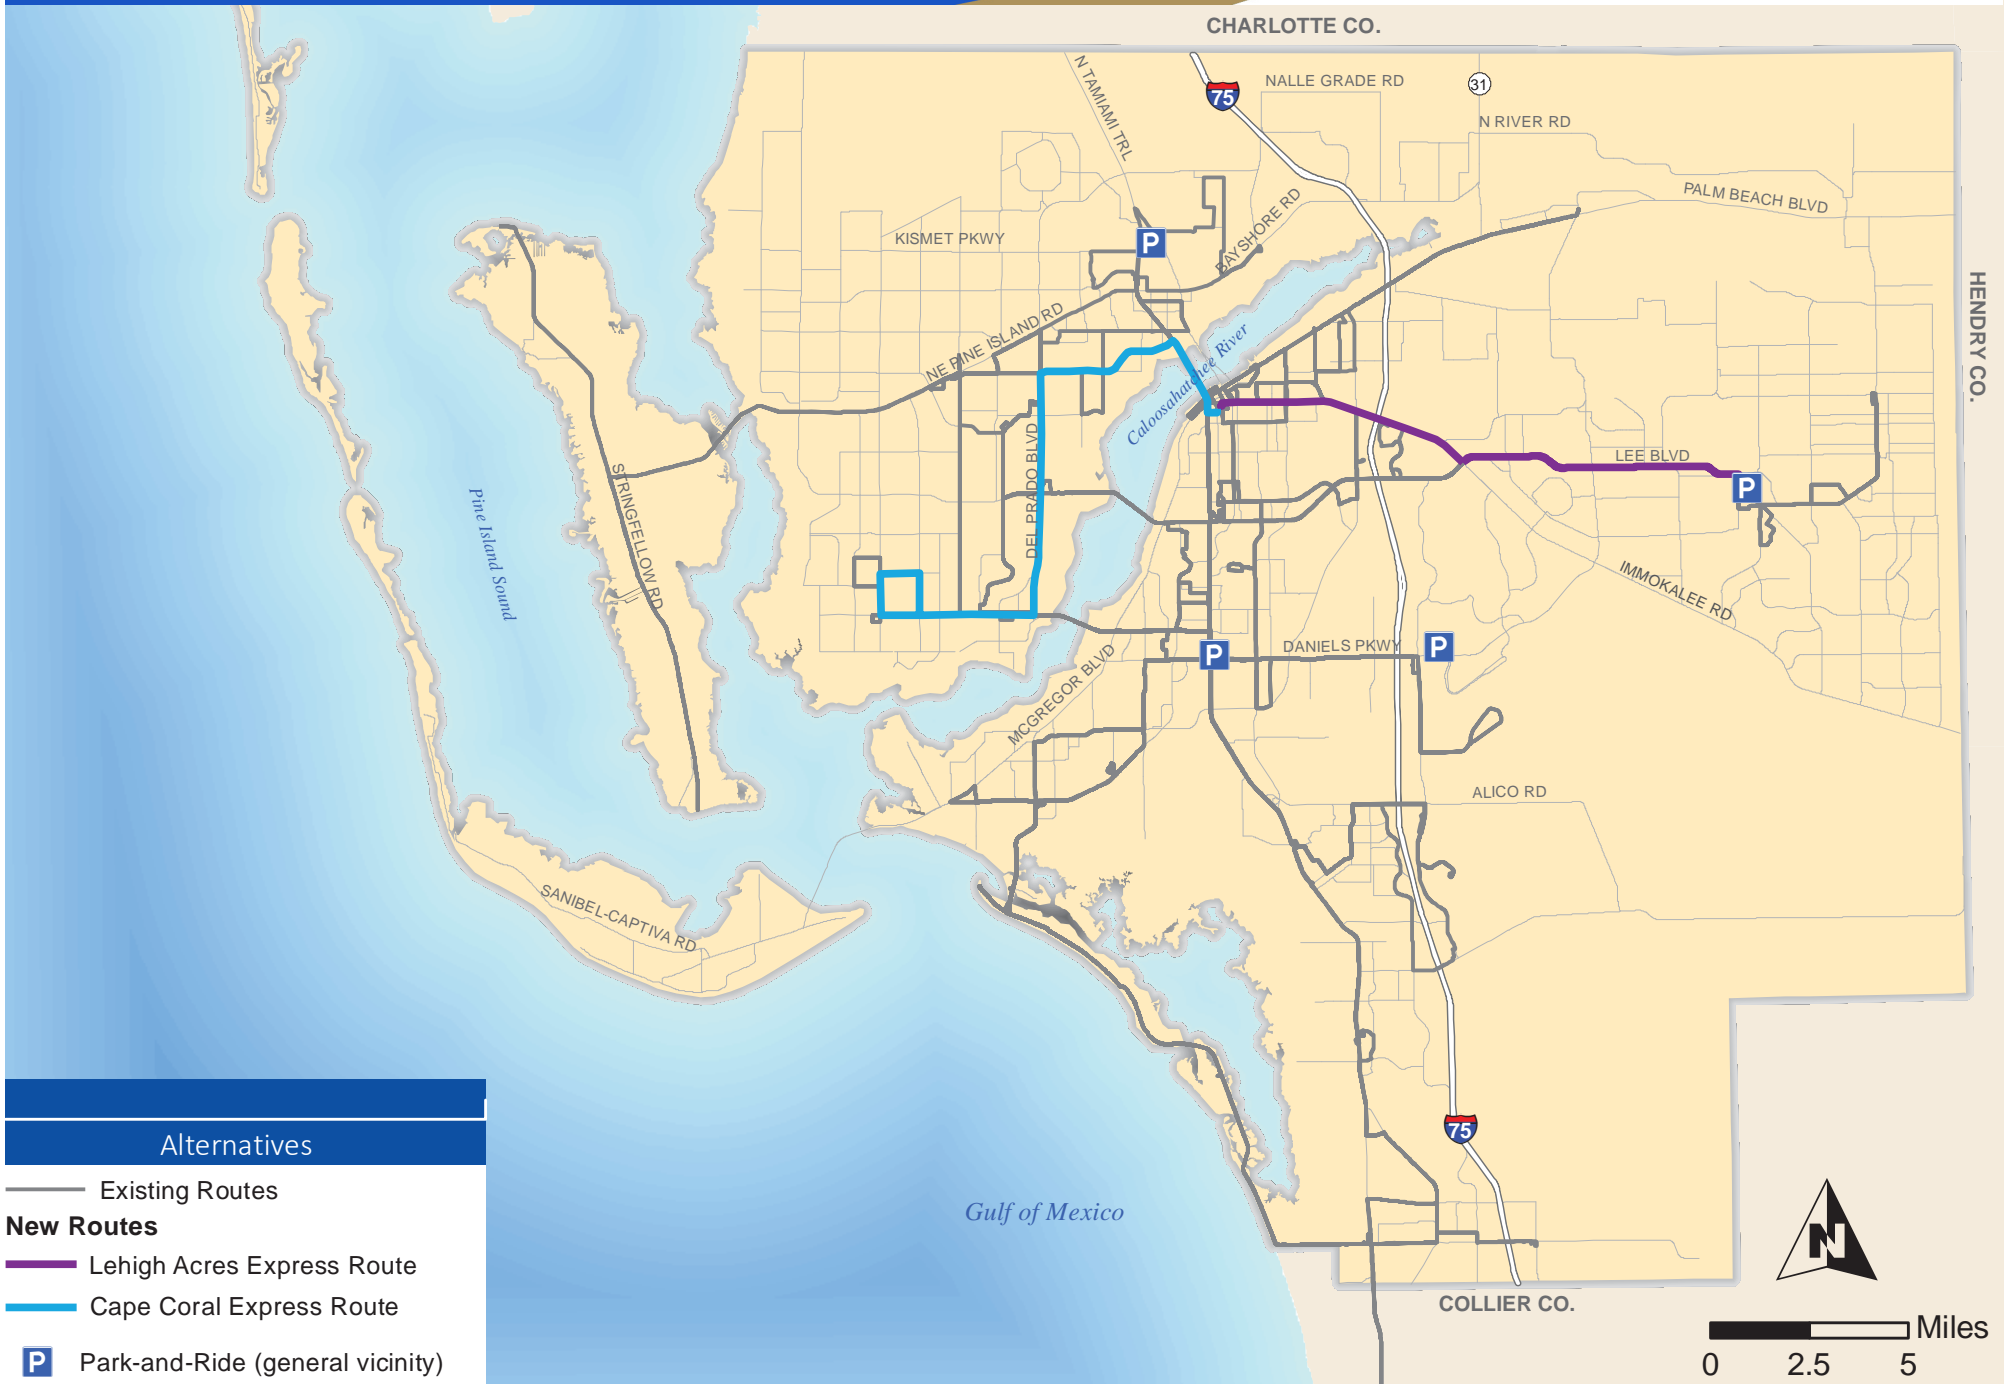 CHARLOTTE CO.
N TAMIAMI TRL
75
NALLE GRADE RD
31
N RIVER RD
PALM BEACH BLVD
KISMET PKWY
P
BAYSHORE RD
HENDRY CO.
NE PINE ISLAND RD
Caloosahatchee River
DEL PRADO BLVD
LEE BLVD
P
STRINGFELLOW RD
Pine Island Sound
IMMOKALEE RD
DANIELS PKWY
P
P
MCGREGOR BLVD
ALICO RD
SANIBEL-CAPTIVA RD
75
Gulf of Mexico
N
COLLIER CO.
Miles
0 2.5 5
Alternatives
Existing Routes
New Routes
Lehigh Acres Express Route
Cape Coral Express Route
P Park-and-Ride (general vicinity)